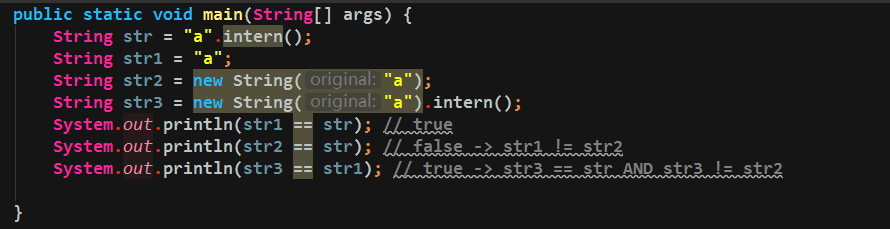 public static void main(String[] args) {
String str = "a".intern();
String str1 = "a";
String str2 = new String( original: "a");
String str3 = new String( original: "a").intern();
System.out.println(str1 == str); // true
System.out.println(str2 == str); // false -> str1 != str2
System.out.println(str3 == str1); // true -> str3 == str AND str3 != str2
}